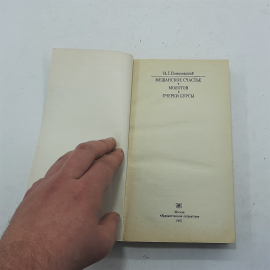 Н.Г. Помяловский
МЕЩАНСКОЕ СЧАСТЬЕ
МОЛОТОВ
ОЧЕРКИ БУРСЫ
Москва
«Художественная литература»